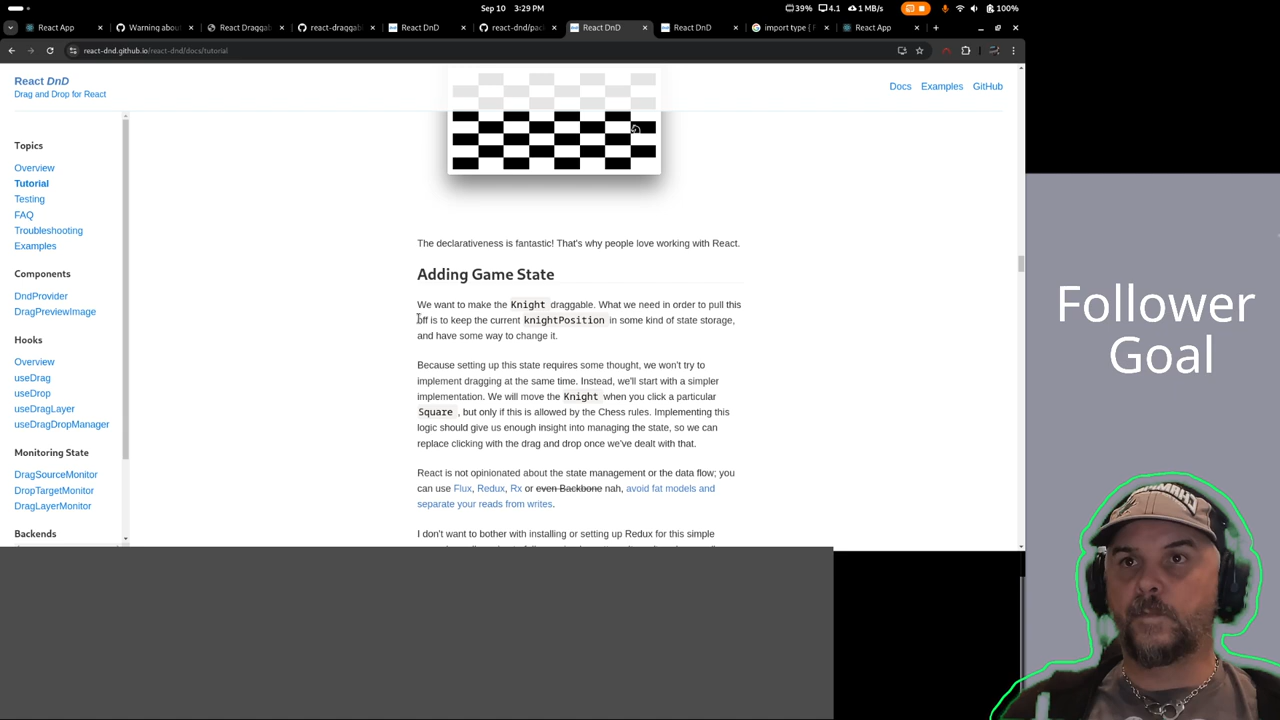 Sep 10 3:29 PM
39% 4.1 1 MB/s 100%
React App
Warning abou
React Dragga
react-draggabl
React DnD
react-dnd/pac
React DnD
React DnD
import type [
React App
react-dnd.github.io/react-dnd/docs/tutorial
React DnD
Drag and Drop for React
Docs Examples GitHub
Topics
Overview
Tutorial
Testing
FAQ
Troubleshooting
Examples
Components
DndProvider
DragPreviewImage
Hooks
Overview
useDrag
useDrop
useDragLayer
useDragDropManager
Monitoring State
DragSourceMonitor
DropTargetMonitor
DragLayerMonitor
Backends
The declarativeness is fantastic! That's why people love working with React.
Adding Game State
We want to make the Knight draggable. What we need in order to pull this
off is to keep the current knightPosition in some kind of state storage,
and have some way to change it.
Because setting up this state requires some thought, we won't try to
implement dragging at the same time. Instead, we'll start with a simpler
implementation. We will move the Knight when you click a particular
Square , but only if this is allowed by the Chess rules. Implementing this
logic should give us enough insight into managing the state, so we can
replace clicking with the drag and drop once we've dealt with that.
React is not opinionated about the state management or the data flow; you
can use Flux, Redux, Rx or even Backbone nah, avoid fat models and
separate your reads from writes.
I don't want to bother with installing or setting up Redux for this simple
Follower
Goal